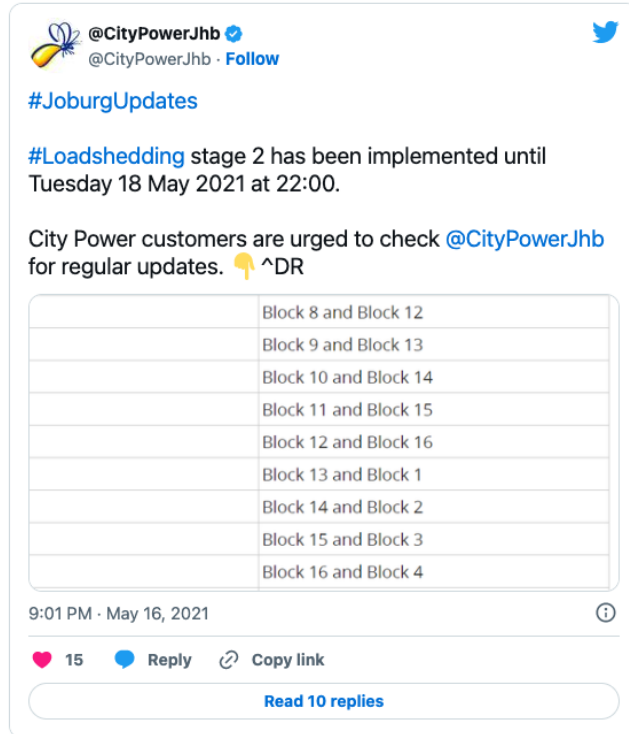 @CityPowerJhb
@CityPowerJhb · Follow
#JoburgUpdates
#Loadshedding stage 2 has been implemented until
Tuesday 18 May 2021 at 22:00.
City Power customers are urged to check @CityPowerJhb
for regular updates. 👇 ^DR
Block 8 and Block 12
Block 9 and Block 13
Block 10 and Block 14
Block 11 and Block 15
Block 12 and Block 16
Block 13 and Block 1
Block 14 and Block 2
Block 15 and Block 3
Block 16 and Block 4
9:01 PM · May 16, 2021
15 Reply Copy link
Read 10 replies